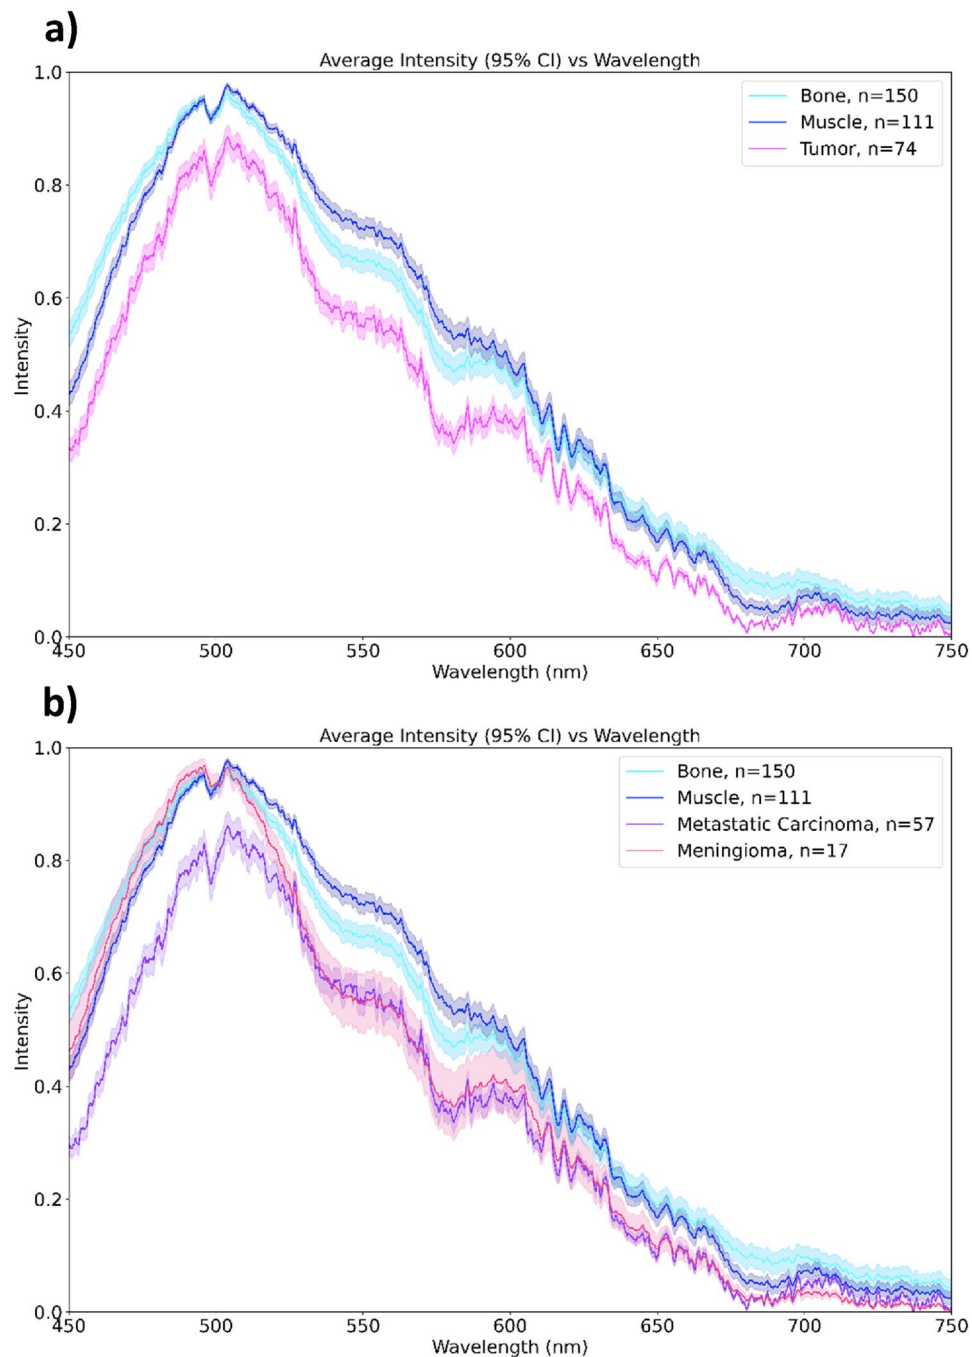 a)
Average Intensity (95% CI) vs Wavelength
1.0
0.8
0.6
0.4
0.2
0.0
Intensity
Bone, n=150
Muscle, n=111
Tumor, n=74
450 500 550 600 650 700 750
Wavelength (nm)
b)
Average Intensity (95% CI) vs Wavelength
1.0
0.8
0.6
0.4
0.2
0.0
Intensity
Bone, n=150
Muscle, n=111
Metastatic Carcinoma, n=57
Meningioma, n=17
450 500 550 600 650 700 750
Wavelength (nm)